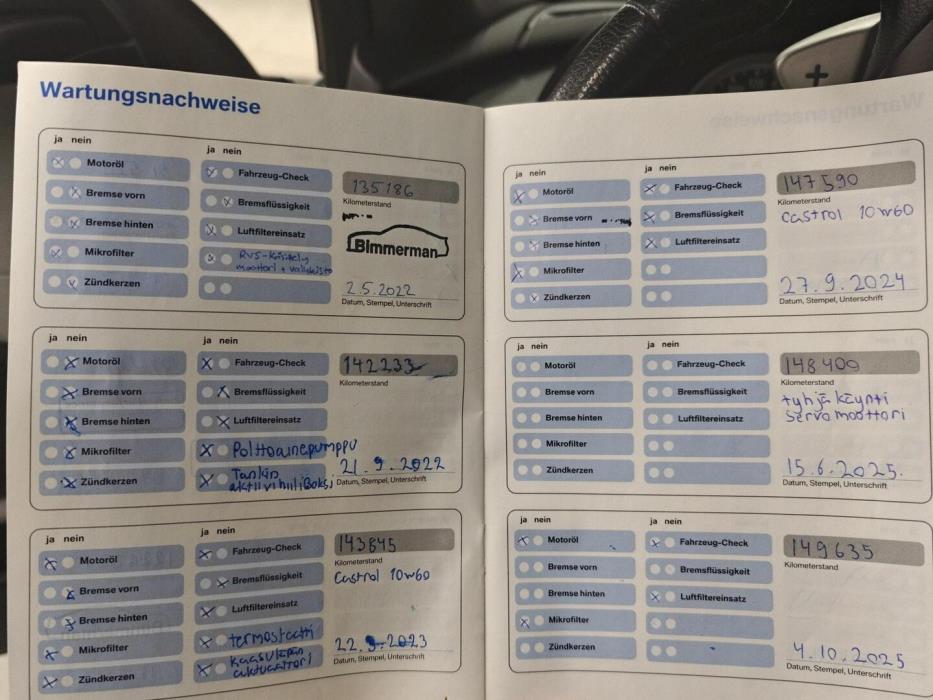 Wartungsnachweise
ja nein
ja nein
Motoröl
Fahrzeug-Check
135186
Kilometerstand
Bremse vorn
Bremsflüssigkeit
Bremse hinten
Luftfiltereinsatz
Bimmerman
Mikrofilter
RVS-Käsittely
moottori + vaihteisto
Zündkerzen
2.5.2022
Datum, Stempel, Unterschrift
ja nein
ja nein
Motoröl
Fahrzeug-Check
142233
Kilometerstand
Bremse vorn
Bremsflüssigkeit
Bremse hinten
Luftfiltereinsatz
Mikrofilter
Polttoainepumppu
21.9.2022
Zündkerzen
Tankin
aktiivihiiliboksi
Datum, Stempel, Unterschrift
ja nein
ja nein
Motoröl
Fahrzeug-Check
143845
Kilometerstand
Castrol 10w60
Bremse vorn
Bremsflüssigkeit
Bremse hinten
Luftfiltereinsatz
Mikrofilter
termostaatti
22.9.2023
Datum, Stempel, Unterschrift
Zündkerzen
kaasuläpän
aktuaattori
ja nein
ja nein
Motoröl
Fahrzeug-Check
147590
Kilometerstand
Castrol 10w60
Bremse vorn
Bremsflüssigkeit
Bremse hinten
Luftfiltereinsatz
Mikrofilter
Zündkerzen
27.9.2024
Datum, Stempel, Unterschrift
ja nein
ja nein
Motoröl
Fahrzeug-Check
148400
Kilometerstand
Bremse vorn
Bremsflüssigkeit
tyhjä käynti
servo moottori
Bremse hinten
Luftfiltereinsatz
Mikrofilter
Zündkerzen
15.6.2025.
Datum, Stempel, Unterschrift
ja nein
ja nein
Motoröl
Fahrzeug-Check
149635
Kilometerstand
Bremse vorn
Bremsflüssigkeit
Bremse hinten
Luftfiltereinsatz
Mikrofilter
Zündkerzen
4.10.2025
Datum, Stempel, Unterschrift